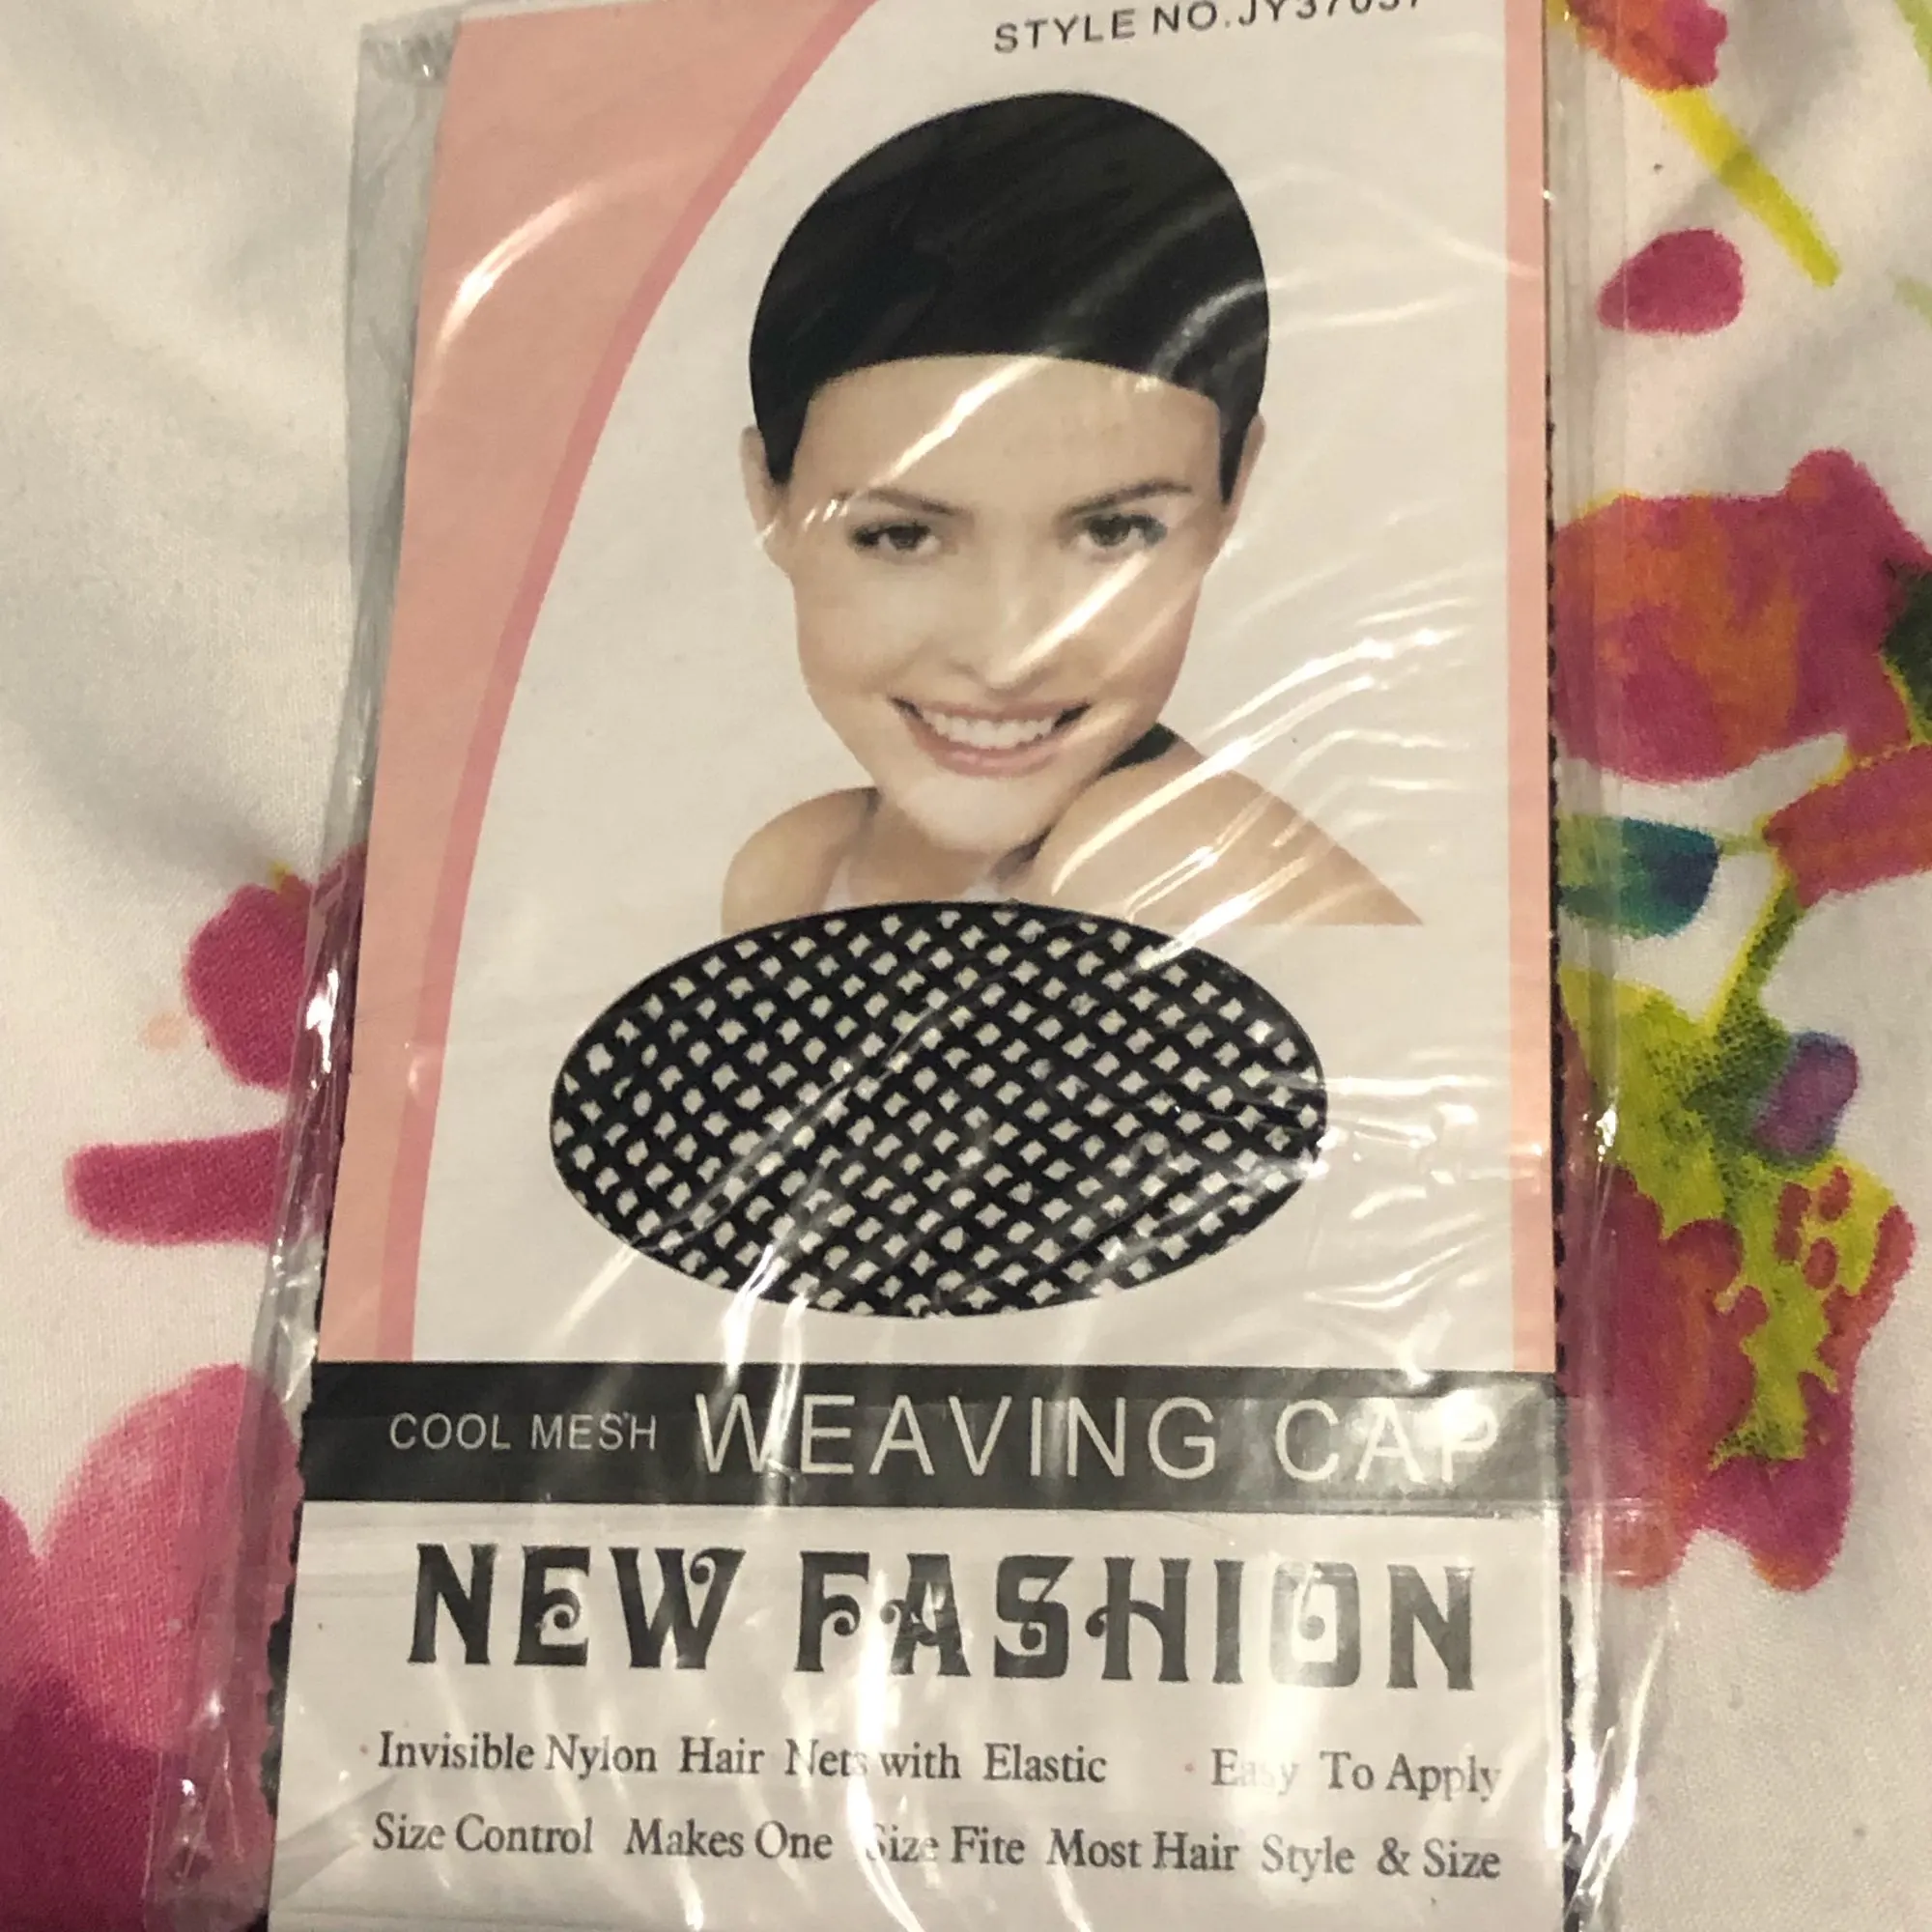 STYLE NO.JY37037
COOL MESH WEAVING CAP
NEW FASHION
· Invisible Nylon Hair Nets with Elastic · Easy To Apply
Size Control Makes One Size Fite Most Hair Style & Size